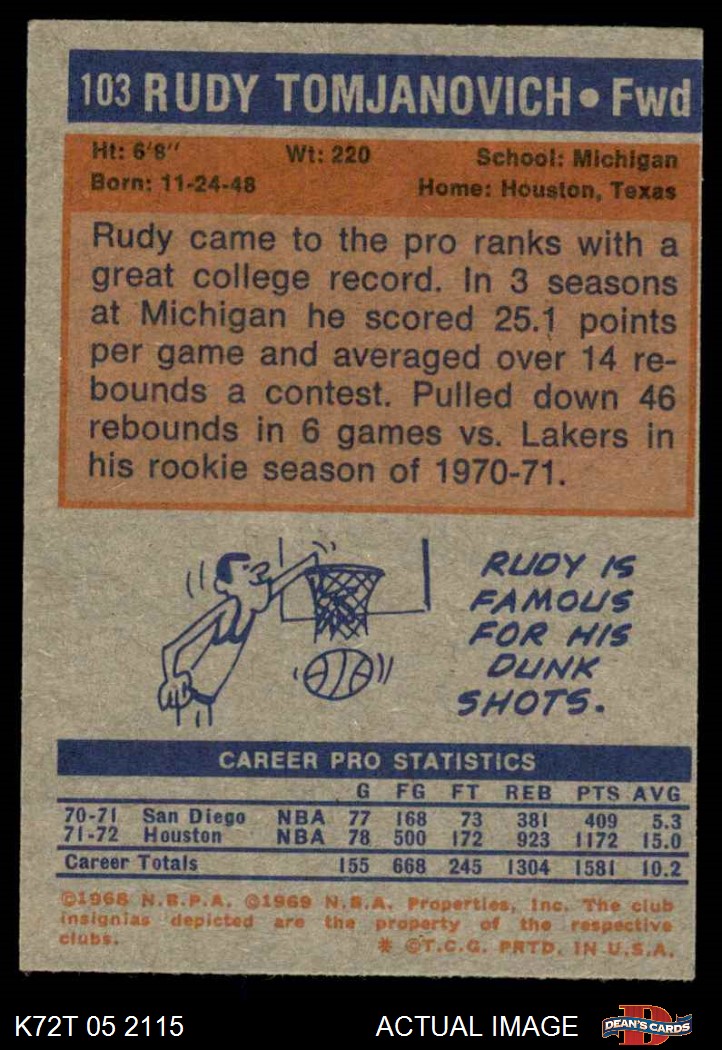 103 RUDY TOMJANOVICH • Fwd
Ht: 6'8" Wt: 220 School: Michigan
Born: 11-24-48 Home: Houston, Texas
Rudy came to the pro ranks with a
great college record. In 3 seasons
at Michigan he scored 25.1 points
per game and averaged over 14 re-
bounds a contest. Pulled down 46
rebounds in 6 games vs. Lakers in
his rookie season of 1970-71.
RUDY IS
FAMOUS
FOR HIS
DUNK
SHOTS.
CAREER PRO STATISTICS
G FG FT REB PTS AVG
70-71 San Diego NBA 77 168 73 381 409 5.3
71-72 Houston NBA 78 500 172 923 1172 15.0
Career Totals 155 668 245 1304 1581 10.2
©1968 N.B.P.A. ©1969 N.B.A. Properties, Inc. The club
insignias depicted are the property of the respective
clubs. * ©T.C.G. PRTD. IN U.S.A.
K72T 05 2115 ACTUAL IMAGE DEAN'S CARDS